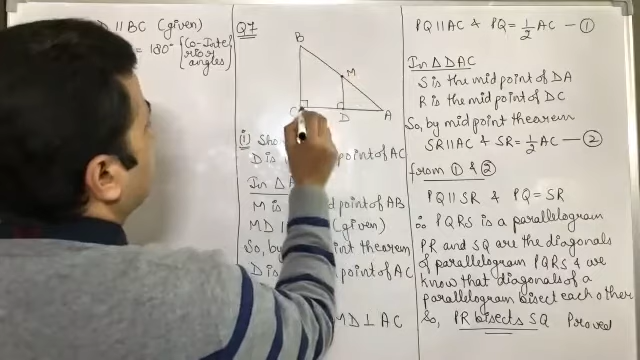 D || BC (given)
= 180° {Co-Inte
rior
angles}
Q7
B
M
C
D
A
(i) Sho
D is point of AC
In Δ
M is point of AB
MD || (given)
So, by point theorem
D is point of AC
MD ⊥ AC
PQ || AC & PQ = 1/2 AC — ①
In ΔDAC
S is the mid point of DA
R is the mid point of DC
So, by midpoint theorem
SR || AC & SR = 1/2 AC — ②
from ① & ②
PQ || SR & PQ = SR
∴ PQRS is a parallelogram
PR and SQ are the diagonals
of parallelogram PQRS & we
know that diagonals of a
parallelogram bisect each other
So, PR bisects SQ Proved